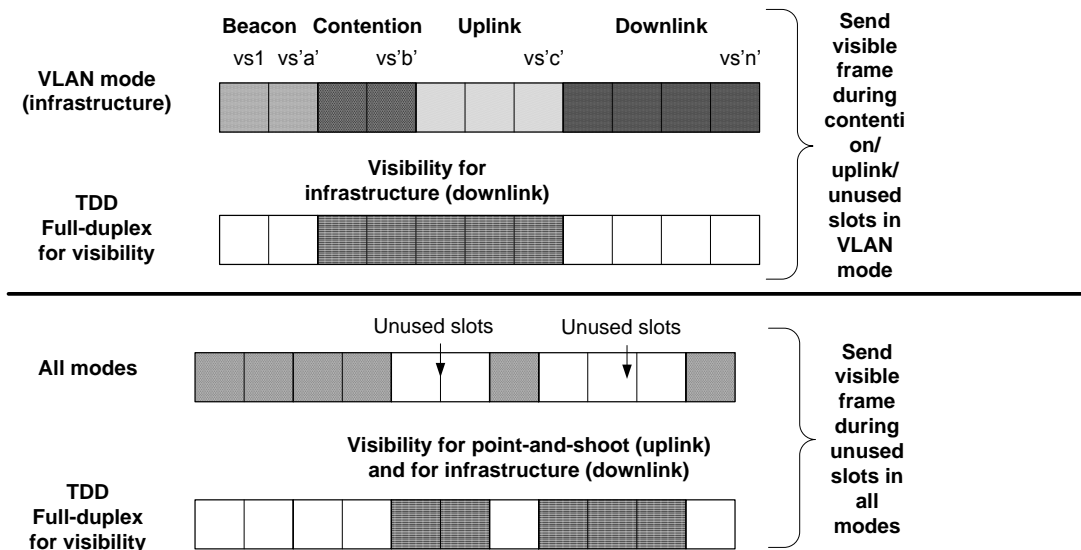 Beacon Contention Uplink Downlink
vs1 vs'a' vs'b' vs'c' vs'n'
VLAN mode
(infrastructure)
Send
visible
frame
during
contenti
on/
uplink/
unused
slots in
VLAN
mode
Visibility for
infrastructure (downlink)
TDD
Full-duplex
for visibility
Unused slots Unused slots
All modes
Send
visible
frame
during
unused
slots in
all
modes
Visibility for point-and-shoot (uplink)
and for infrastructure (downlink)
TDD
Full-duplex
for visibility